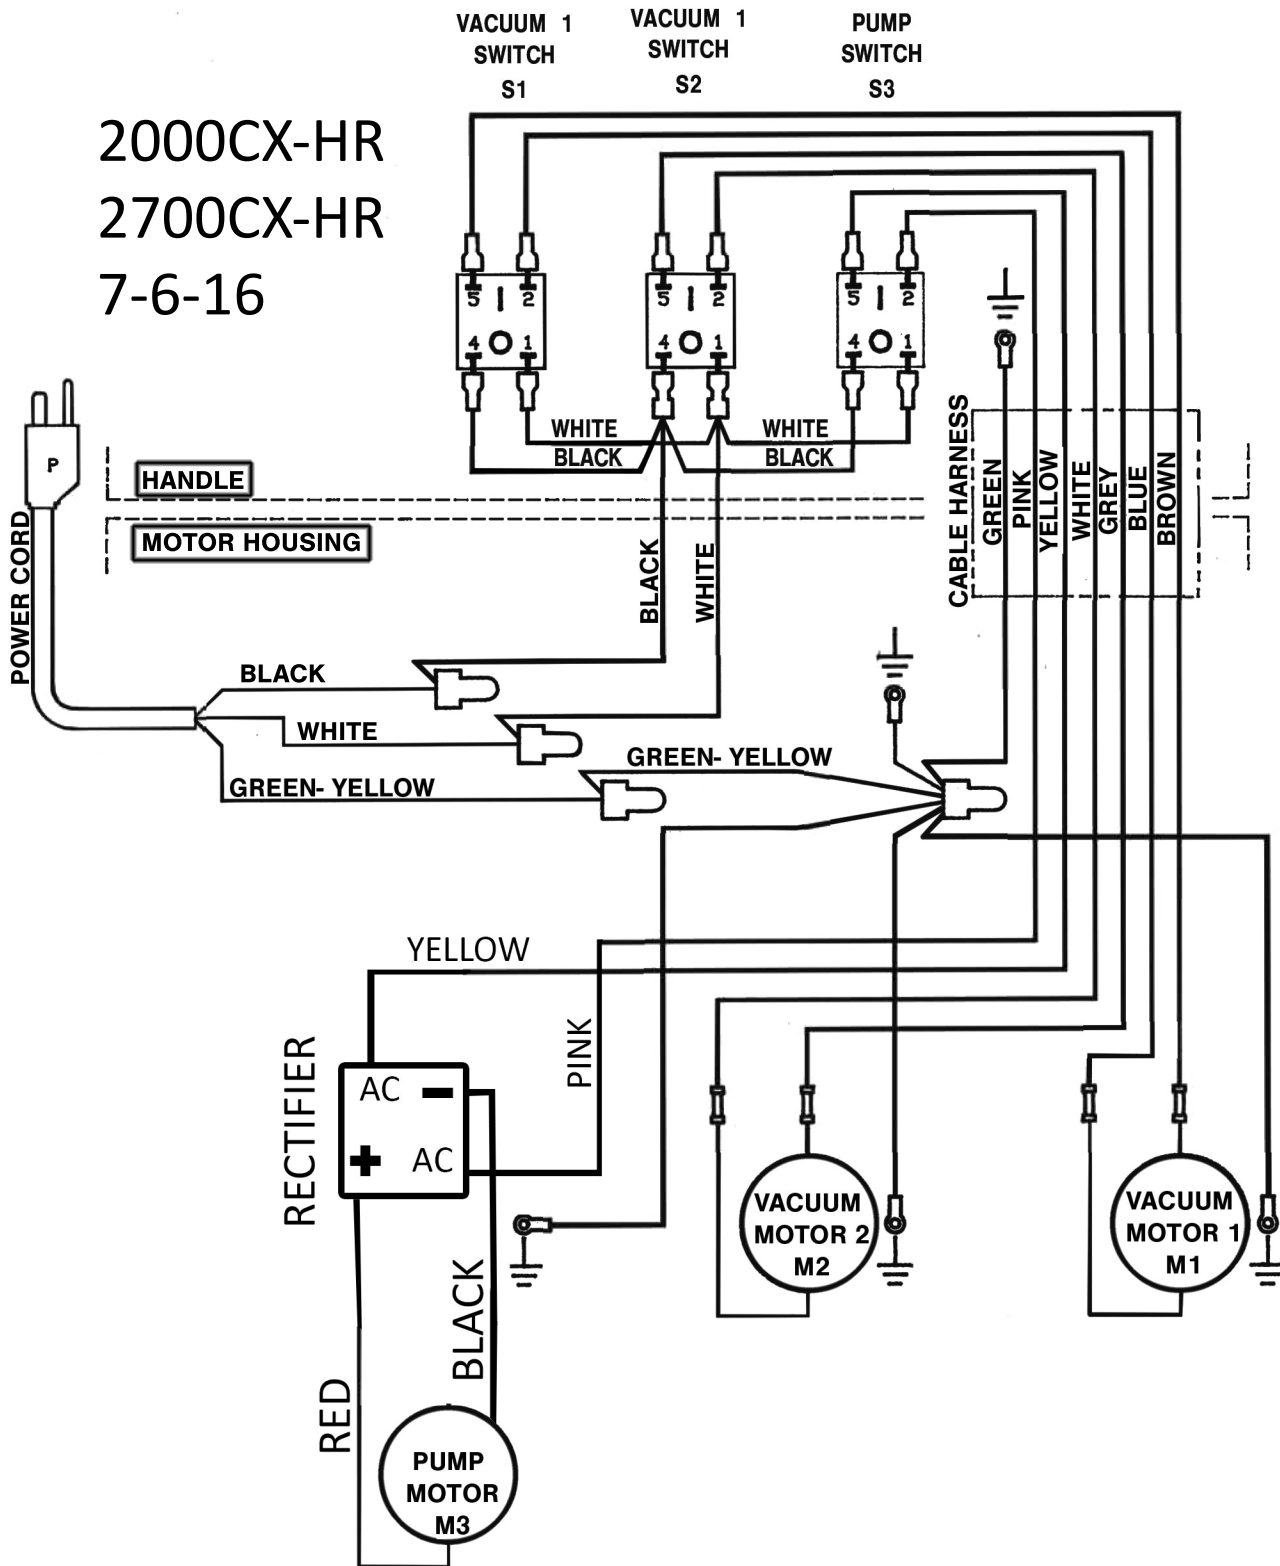 VACUUM 1
SWITCH
S1
VACUUM 1
SWITCH
S2
PUMP
SWITCH
S3
2000CX-HR
2700CX-HR
7-6-16
5 2
4 1
5 2
4 1
5 2
4 1
WHITE
BLACK
WHITE
BLACK
P
HANDLE
MOTOR HOUSING
POWER CORD
BLACK
WHITE
CABLE HARNESS
GREEN
PINK
YELLOW
WHITE
GREY
BLUE
BROWN
BLACK
WHITE
GREEN- YELLOW
GREEN- YELLOW
YELLOW
PINK
RECTIFIER
AC
AC
BLACK
RED
VACUUM
MOTOR 2
M2
VACUUM
MOTOR 1
M1
PUMP
MOTOR
M3